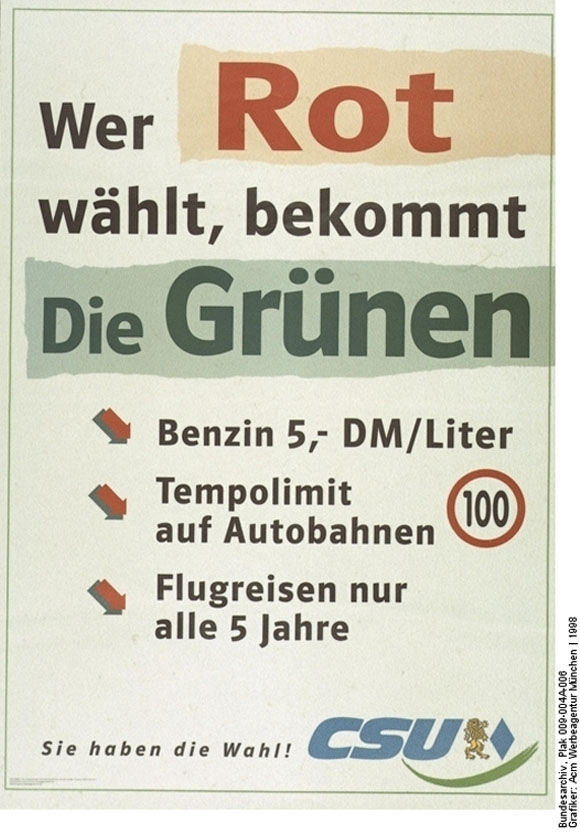 Wer Rot
wählt, bekommt
Die Grünen
Benzin 5,- DM/Liter
Tempolimit
auf Autobahnen
100
Flugreisen nur
alle 5 Jahre
Sie haben die Wahl!
CSU
Bundesarchiv, Plak 009-004A-006
Grafiker: Acm Werbeagentur München | 1998